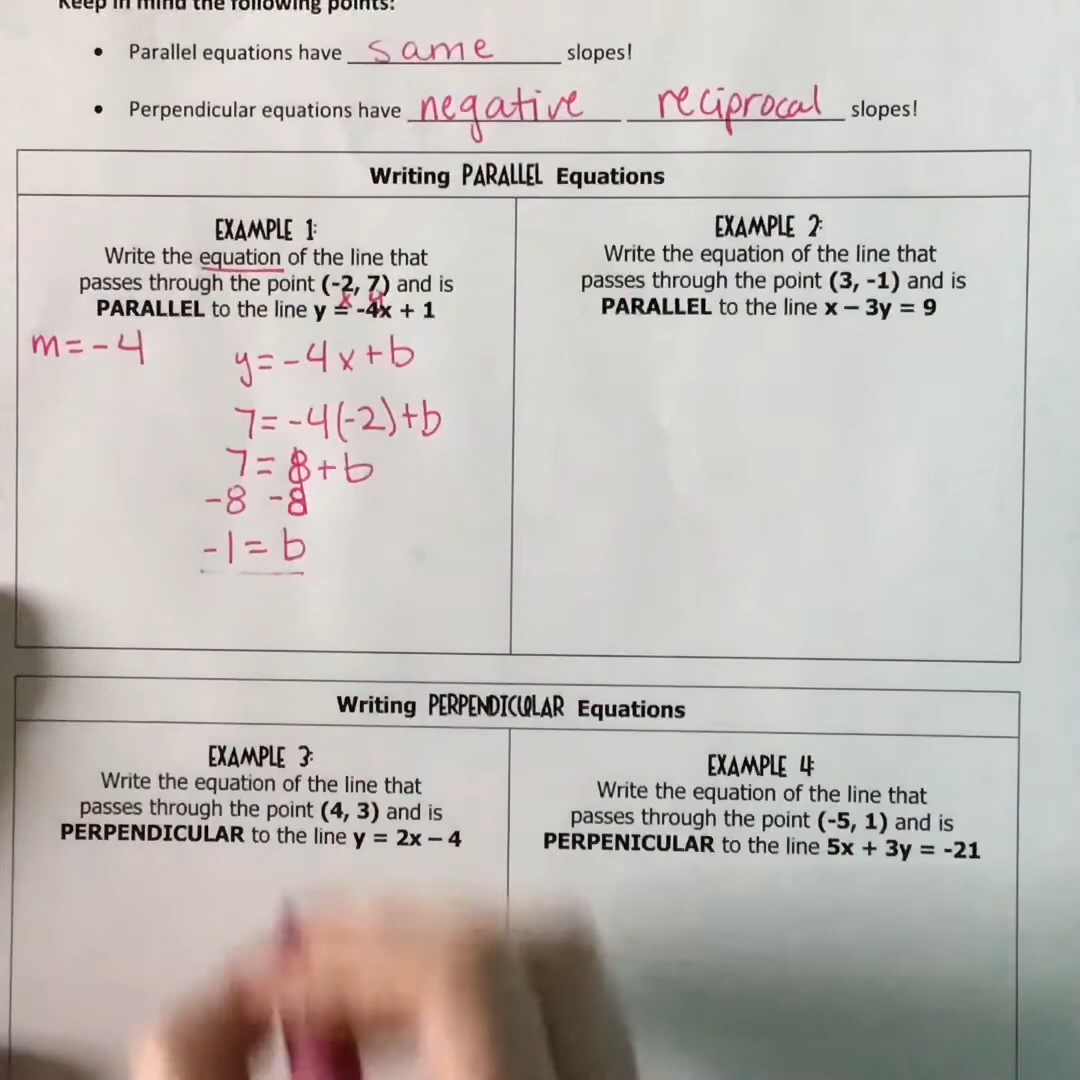 Keep in mind the following points:
• Parallel equations have same slopes!
• Perpendicular equations have negative reciprocal slopes!
Writing PARALLEL Equations
EXAMPLE 1:
Write the equation of the line that
passes through the point (-2, 7) and is
x y
PARALLEL to the line y = -4x + 1
m = -4
y = -4x + b
7 = -4(-2) + b
7 = 8 + b
-8 -8
-1 = b
EXAMPLE 2:
Write the equation of the line that
passes through the point (3, -1) and is
PARALLEL to the line x – 3y = 9
Writing PERPENDICULAR Equations
EXAMPLE 3:
Write the equation of the line that
passes through the point (4, 3) and is
PERPENDICULAR to the line y = 2x – 4
EXAMPLE 4:
Write the equation of the line that
passes through the point (-5, 1) and is
PERPENICULAR to the line 5x + 3y = -21